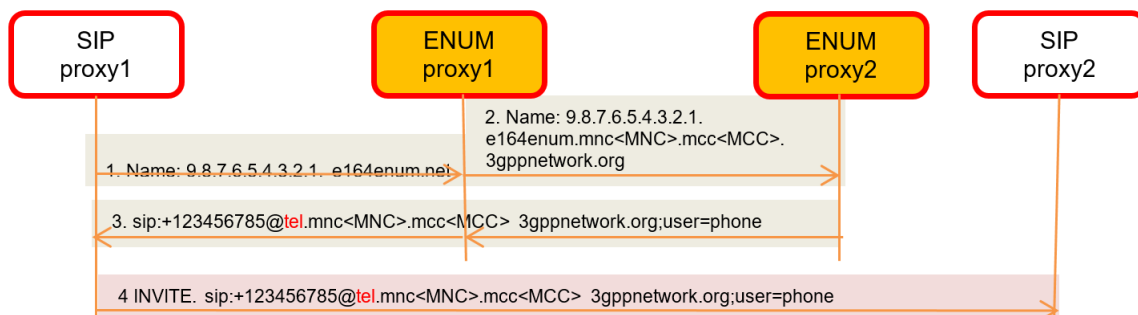 SIP
proxy1
ENUM
proxy1
ENUM
proxy2
SIP
proxy2
2. Name: 9.8.7.6.5.4.3.2.1.
e164enum.mnc<MNC>.mcc<MCC>.
3gppnetwork.org
1. Name: 9.8.7.6.5.4.3.2.1. e164enum.net
3. sip:+123456785@tel.mnc<MNC>.mcc<MCC> 3gppnetwork.org;user=phone
4 INVITE. sip:+123456785@tel.mnc<MNC>.mcc<MCC> 3gppnetwork.org;user=phone